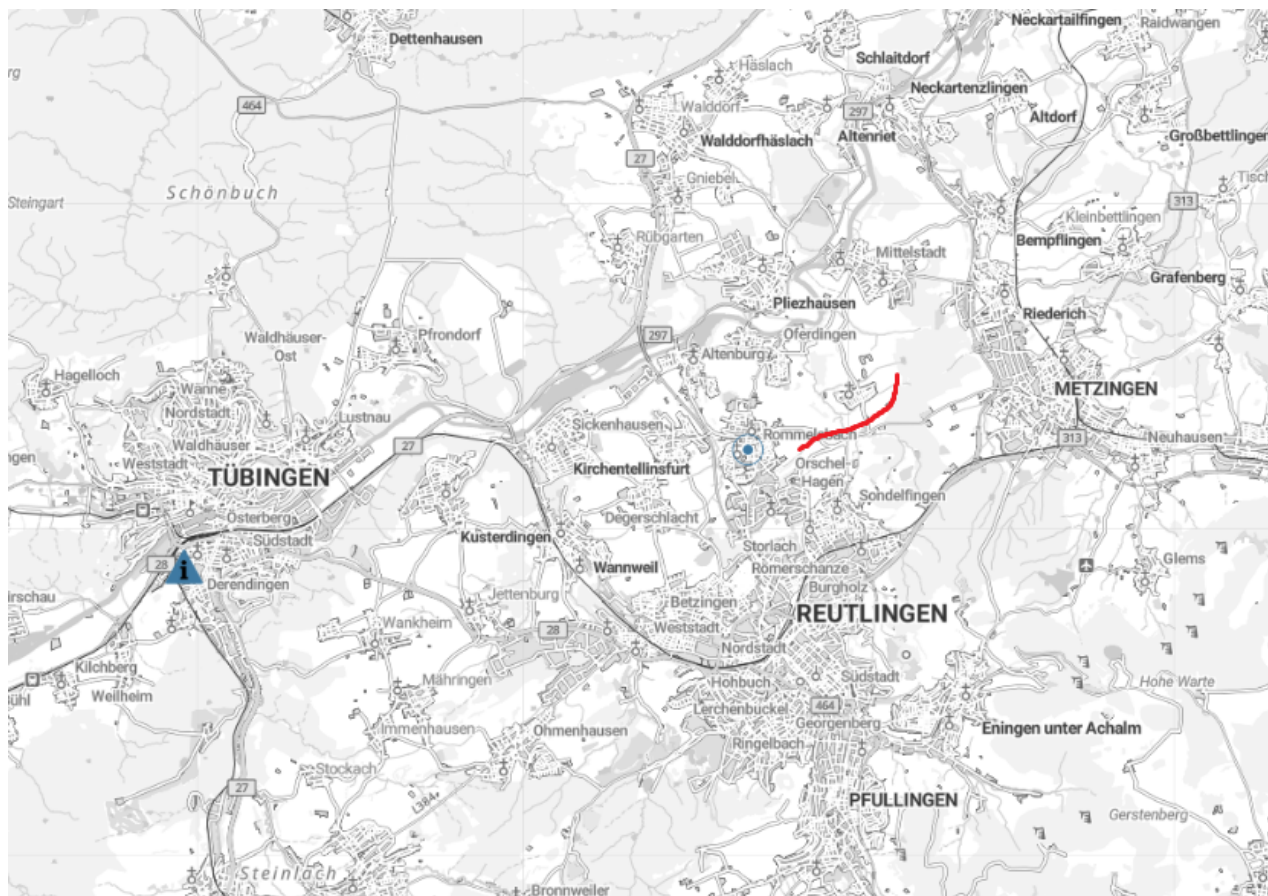 Neckartailfingen
Raidwangen
Dettenhausen
Schlaitdorf
Häslach
Neckartenzlingen
464
Walddorf
297
Altdorf
Walddorfhäslach
Altenriet
Großbettlingen
27
Gniebel
Schönbuch
Steingart
313
Kleinbettlingen
Rübgarten
Mittelstadt
Bempflingen
Grafenberg
Pliezhausen
Riederich
Waldhäuser-
Ost
Pfrondorf
297
Oferdingen
Altenburg
Hagelloch
Wanne
METZINGEN
Nordstadt
Lustnau
Sickenhausen
Rommelsbach
Waldhäuser
27
313
Neuhausen
Weststadt
Kirchentellinsfurt
Orschel-
Hagen
TÜBINGEN
Sondelfingen
Österberg
Degerschlacht
Südstadt
Kusterdingen
Storlach
28
i
Wannweil
Römerschanze
Glems
Derendingen
Burgholz
Jettenburg
Betzingen
REUTLINGEN
Wankheim
28
Weststadt
Nordstadt
Kilchberg
Mähringen
Hohbuch
Südstadt
Hohe Warte
Weilheim
Lerchenbuckel
464
Georgenberg
Immenhausen
Ohmenhausen
Eningen unter Achalm
Ringelbach
Stockach
27
L384
PFULLINGEN
Gerstenberg
Steinlach
Bronnweiler